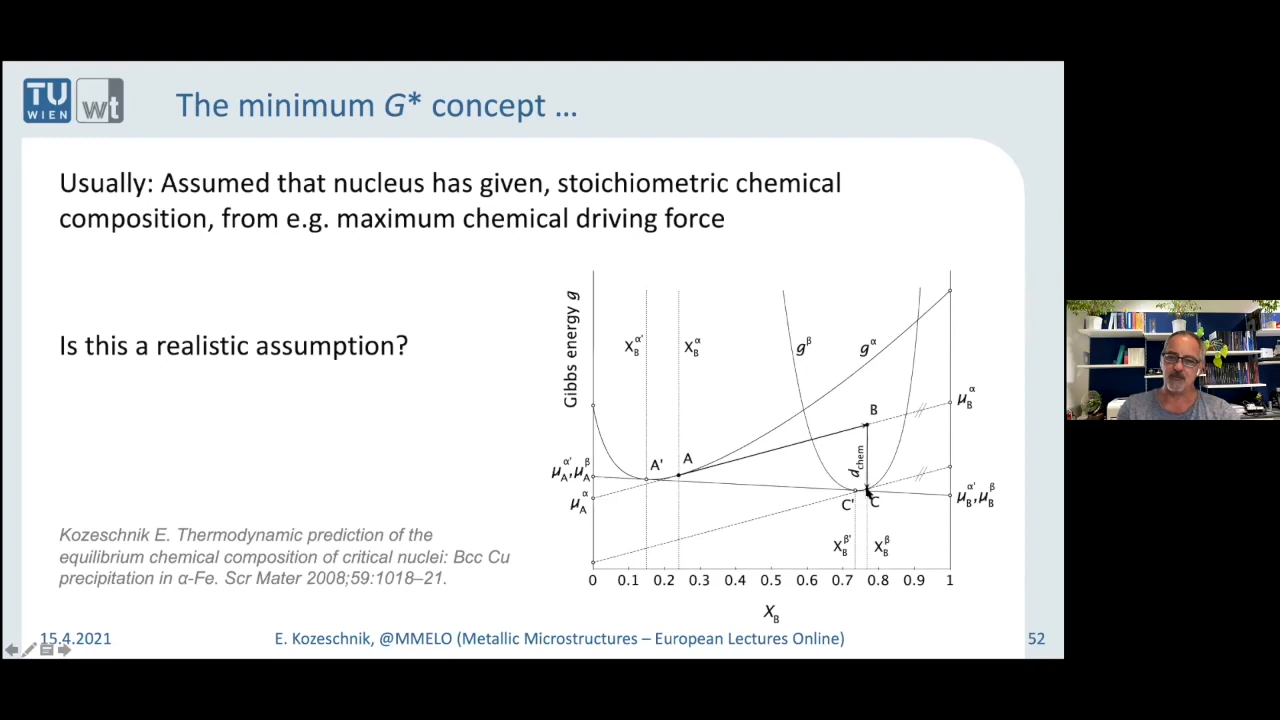 TU
WIEN
wt
The minimum G* concept ...
Usually: Assumed that nucleus has given, stoichiometric chemical
composition, from e.g. maximum chemical driving force
Is this a realistic assumption?
Gibbs energy g
X_B^α'
X_B^α
g^β
g^α
B
μ_B^α
d_chem
A'
A
μ_A^α',μ_A^β
μ_A^α
C'
C
μ_B^α',μ_B^β
X_B^β'
X_B^β
0 0.1 0.2 0.3 0.4 0.5 0.6 0.7 0.8 0.9 1
X_B
Kozeschnik E. Thermodynamic prediction of the
equilibrium chemical composition of critical nuclei: Bcc Cu
precipitation in α-Fe. Scr Mater 2008;59:1018–21.
15.4.2021
E. Kozeschnik, @MMELO (Metallic Microstructures – European Lectures Online)
52